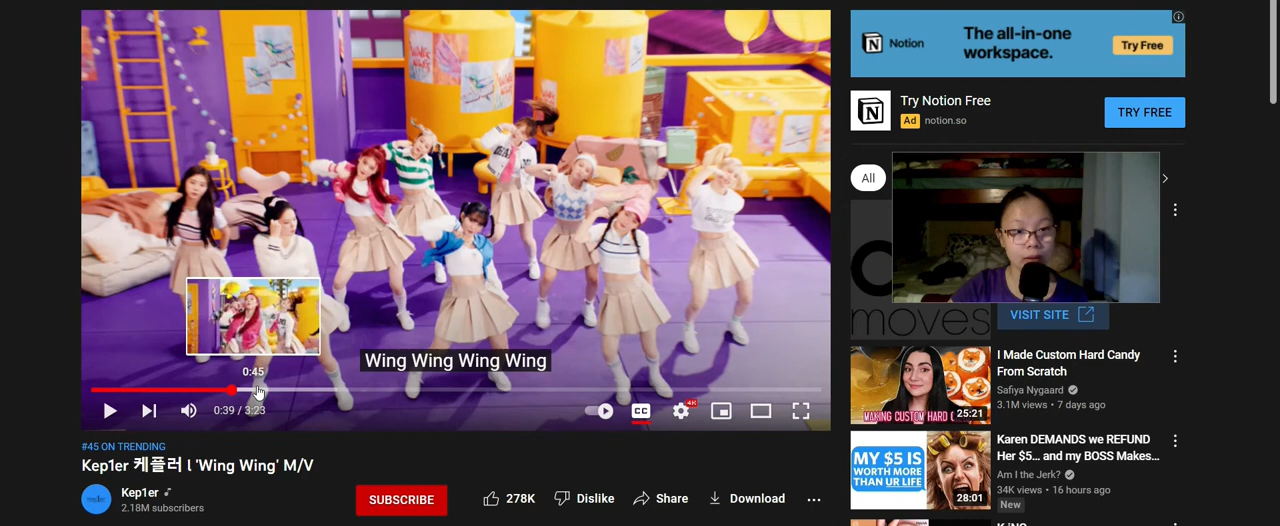 Wing Wing Wing Wing
0:45
0:39 / 3:23
CC
4K
#45 ON TRENDING
Kep1er 케플러 l 'Wing Wing' M/V
Kep1er
2.18M subscribers
SUBSCRIBE
278K
Dislike
Share
Download
Notion
The all-in-one
workspace.
Try Free
Try Notion Free
Ad notion.so
TRY FREE
All
moves
VISIT SITE
I Made Custom Hard Candy
From Scratch
Safiya Nygaard
3.1M views • 7 days ago
MAKING CUSTOM HARD C
25:21
Karen DEMANDS we REFUND
Her $5… and my BOSS Makes…
Am I the Jerk?
34K views • 16 hours ago
New
MY $5 IS
WORTH MORE
THAN UR LIFE
28:01